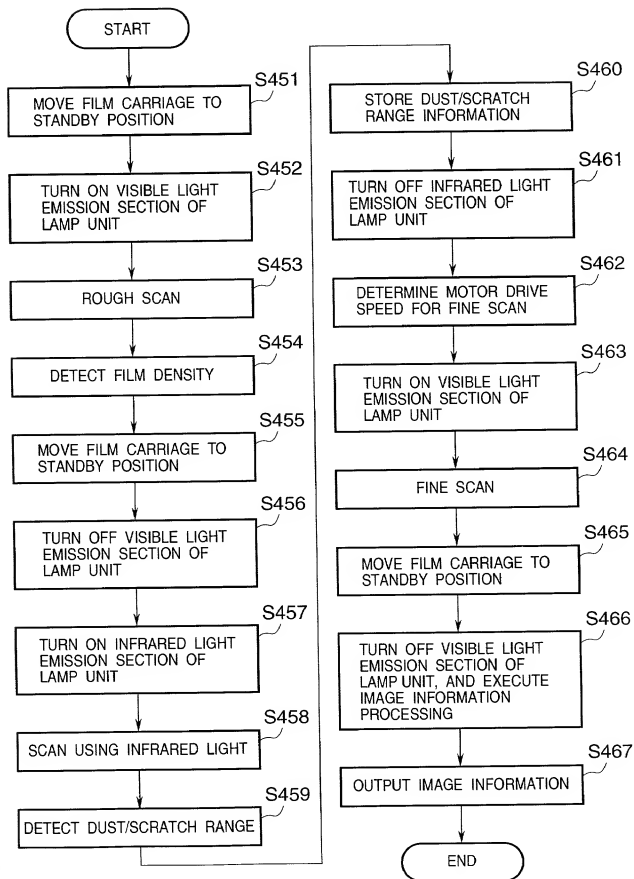 START
S451
MOVE FILM CARRIAGE TO
STANDBY POSITION
S452
TURN ON VISIBLE LIGHT
EMISSION SECTION OF
LAMP UNIT
S453
ROUGH SCAN
S454
DETECT FILM DENSITY
S455
MOVE FILM CARRIAGE TO
STANDBY POSITION
S456
TURN OFF VISIBLE LIGHT
EMISSION SECTION OF
LAMP UNIT
S457
TURN ON INFRARED LIGHT
EMISSION SECTION OF
LAMP UNIT
S458
SCAN USING INFRARED LIGHT
S459
DETECT DUST/SCRATCH RANGE
S460
STORE DUST/SCRATCH
RANGE INFORMATION
S461
TURN OFF INFRARED LIGHT
EMISSION SECTION OF
LAMP UNIT
S462
DETERMINE MOTOR DRIVE
SPEED FOR FINE SCAN
S463
TURN ON VISIBLE LIGHT
EMISSION SECTION OF
LAMP UNIT
S464
FINE SCAN
S465
MOVE FILM CARRIAGE TO
STANDBY POSITION
S466
TURN OFF VISIBLE LIGHT
EMISSION SECTION OF
LAMP UNIT, AND EXECUTE
IMAGE INFORMATION
PROCESSING
S467
OUTPUT IMAGE INFORMATION
END